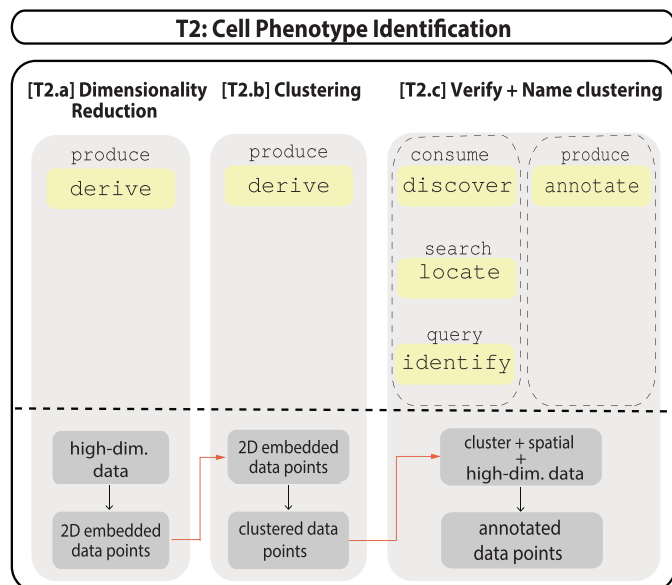 T2: Cell Phenotype Identification
[T2.a] Dimensionality
Reduction
[T2.b] Clustering
[T2.c] Verify + Name clustering
produce
derive
produce
derive
consume
discover
search
locate
query
identify
produce
annotate
high-dim.
data
2D embedded
data points
2D embedded
data points
clustered data
points
cluster + spatial
+
high-dim. data
annotated
data points